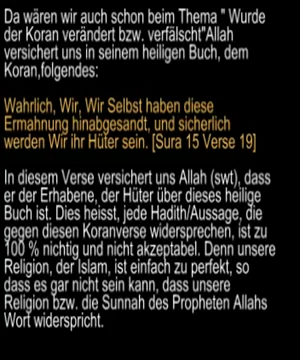 Da wären wir auch schon beim Thema " Wurde
der Koran verändert bzw. verfälscht"Allah
versichert uns in seinem heiligen Buch, dem
Koran,folgendes:
Wahrlich, Wir, Wir Selbst haben diese
Ermahnung hinabgesandt, und sicherlich
werden Wir ihr Hüter sein. [Sura 15 Verse 19]
In diesem Verse versichert uns Allah (swt), dass
er der Erhabene, der Hüter über dieses heilige
Buch ist. Dies heisst, jede Hadith/Aussage, die
gegen diesen Koranverse widersprechen, ist zu
100 % nichtig und nicht akzeptabel. Denn unsere
Religion, der Islam, ist einfach zu perfekt, so
dass es gar nicht sein kann, dass unsere
Religion bzw. die Sunnah des Propheten Allahs
Wort widerspricht.